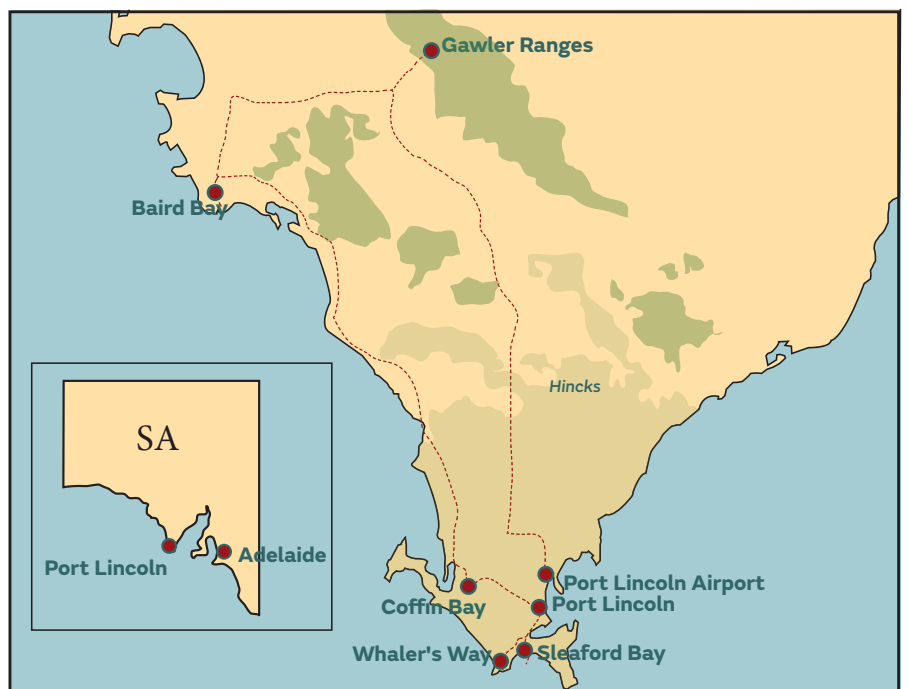 Gawler Ranges
Baird Bay
Hincks
SA
Port Lincoln
Adelaide
Port Lincoln Airport
Port Lincoln
Coffin Bay
Whaler's Way
Sleaford Bay